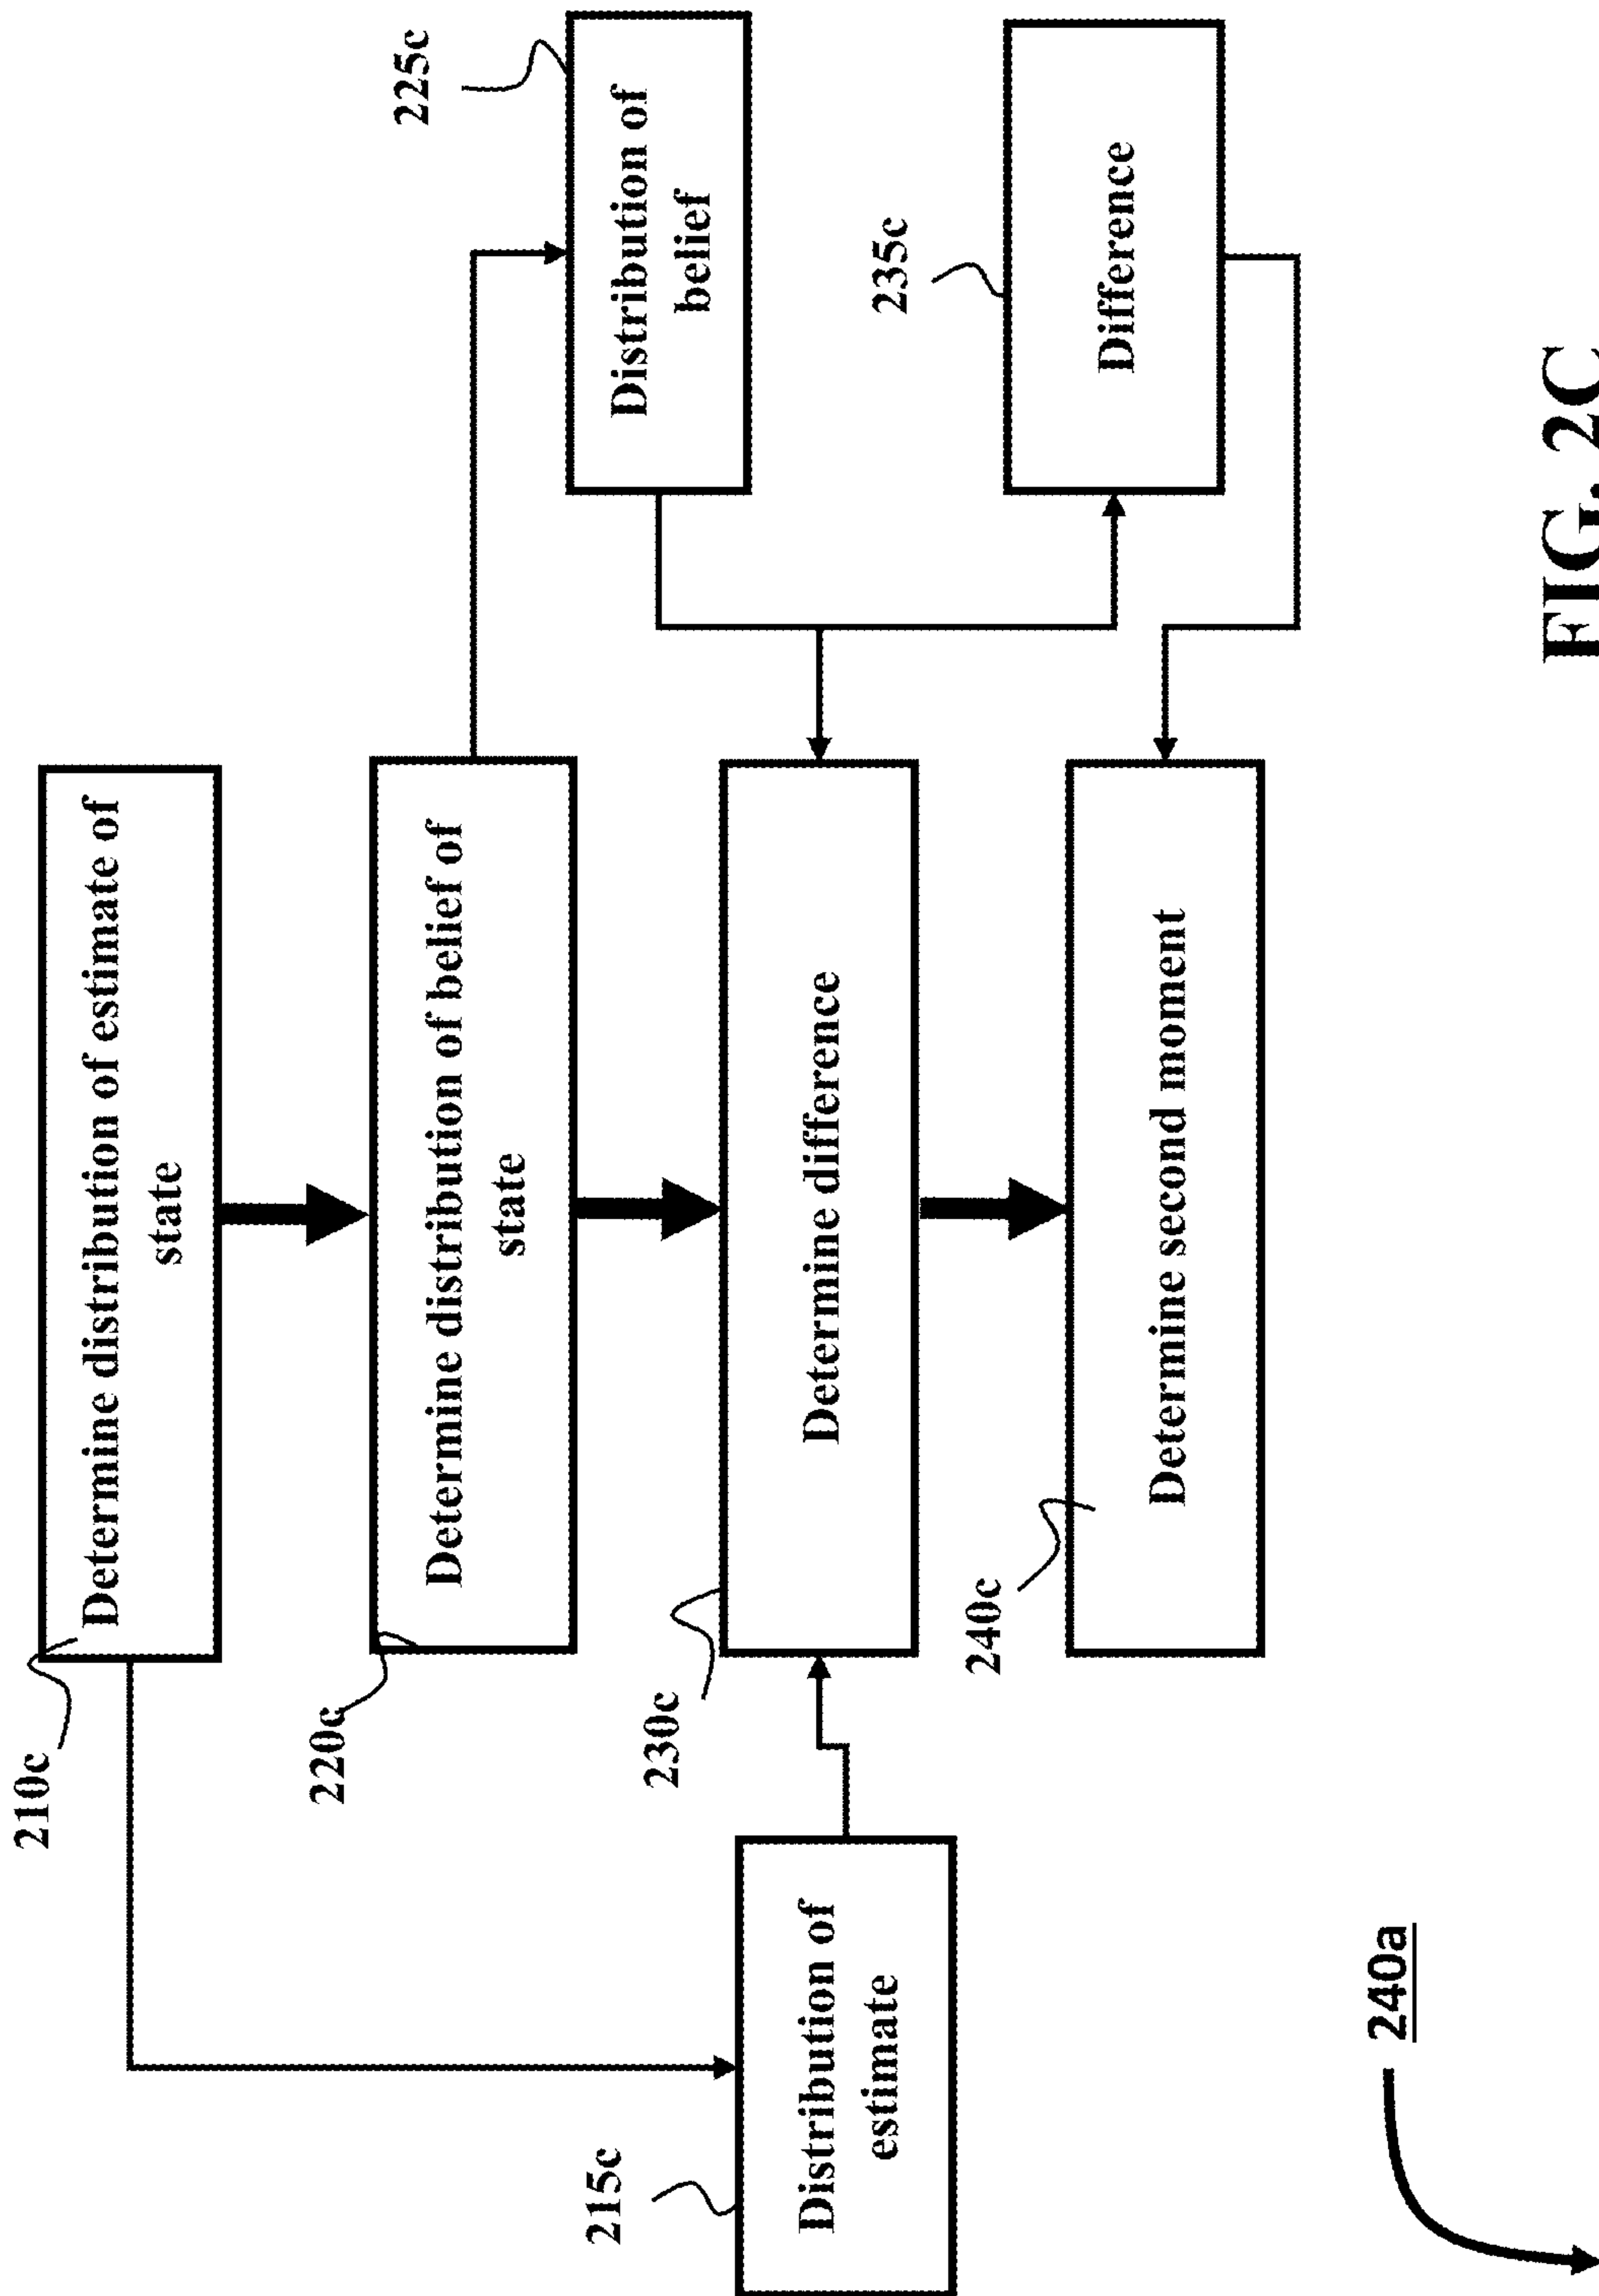 210c
Determine distribution of estimate of
state
220c
Determine distribution of belief of
state
225c
Distribution of
belief
215c
Distribution of
estimate
230c
Determine difference
235c
Difference
240c
Determine second moment
240a
FIG. 2C